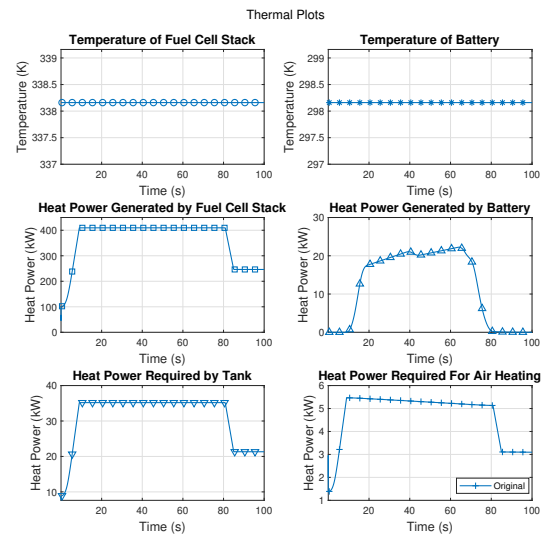 Thermal Plots
Temperature of Fuel Cell Stack
339
338.5
338
337.5
337
Temperature (K)
20 40 60 80 100
Time (s)
Temperature of Battery
299
298.5
298
297.5
297
Temperature (K)
20 40 60 80 100
Time (s)
Heat Power Generated by Fuel Cell Stack
400
300
200
100
0
Heat Power (kW)
20 40 60 80 100
Time (s)
Heat Power Generated by Battery
30
20
10
0
Heat Power (kW)
20 40 60 80 100
Time (s)
Heat Power Required by Tank
40
30
20
10
Heat Power (kW)
20 40 60 80 100
Time (s)
Heat Power Required For Air Heating
6
5
4
3
2
1
Heat Power (kW)
Original
20 40 60 80 100
Time (s)